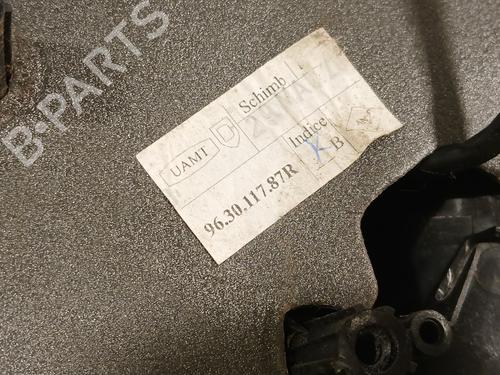 B-PARTS
UAMT
Schimb
96.30.117.87R
Indice
K B